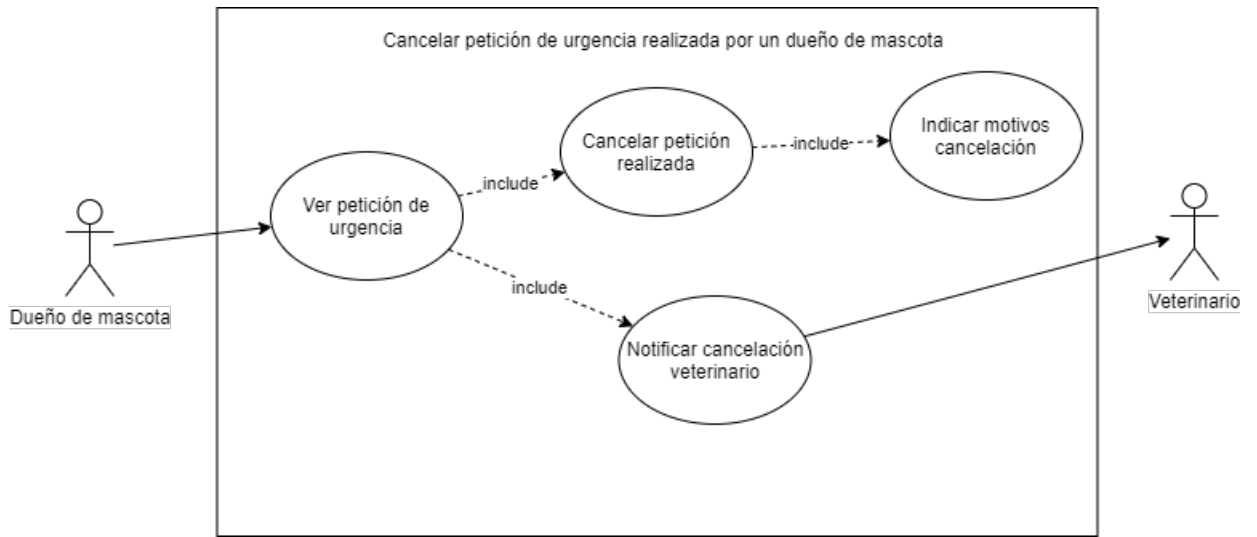 Cancelar petición de urgencia realizada por un dueño de mascota
Indicar motivos
cancelación
Cancelar petición
realizada
include
include
Ver petición de
urgencia
include
Notificar cancelación
veterinario
Dueño de mascota
Veterinario